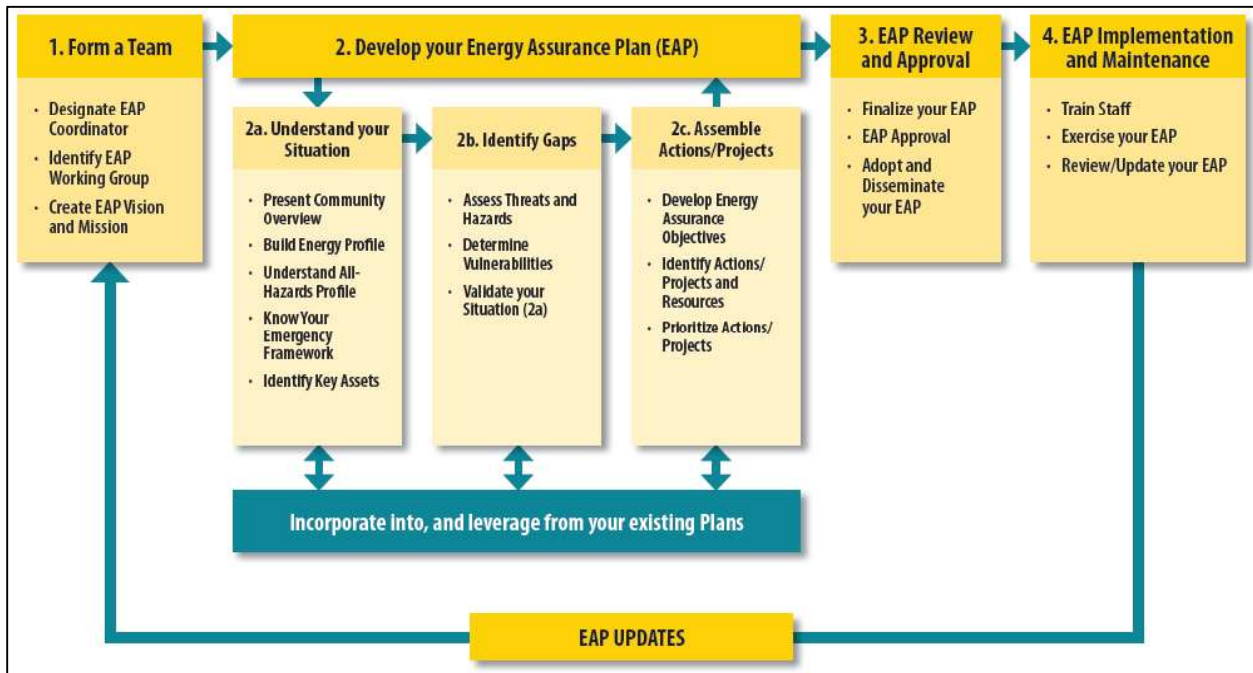 1. Form a Team
• Designate EAP
Coordinator
• Identify EAP
Working Group
• Create EAP Vision
and Mission
2. Develop your Energy Assurance Plan (EAP)
2a. Understand your
Situation
• Present Community
Overview
• Build Energy Profile
• Understand All-
Hazards Profile
• Know Your
Emergency
Framework
• Identify Key Assets
2b. Identify Gaps
• Assess Threats and
Hazards
• Determine
Vulnerabilities
• Validate your
Situation (2a)
2c. Assemble
Actions/Projects
• Develop Energy
Assurance
Objectives
• Identify Actions/
Projects and
Resources
• Prioritize Actions/
Projects
Incorporate into, and leverage from your existing Plans
3. EAP Review
and Approval
• Finalize your EAP
• EAP Approval
• Adopt and
Disseminate
your EAP
4. EAP Implementation
and Maintenance
• Train Staff
• Exercise your EAP
• Review/Update your EAP
EAP UPDATES